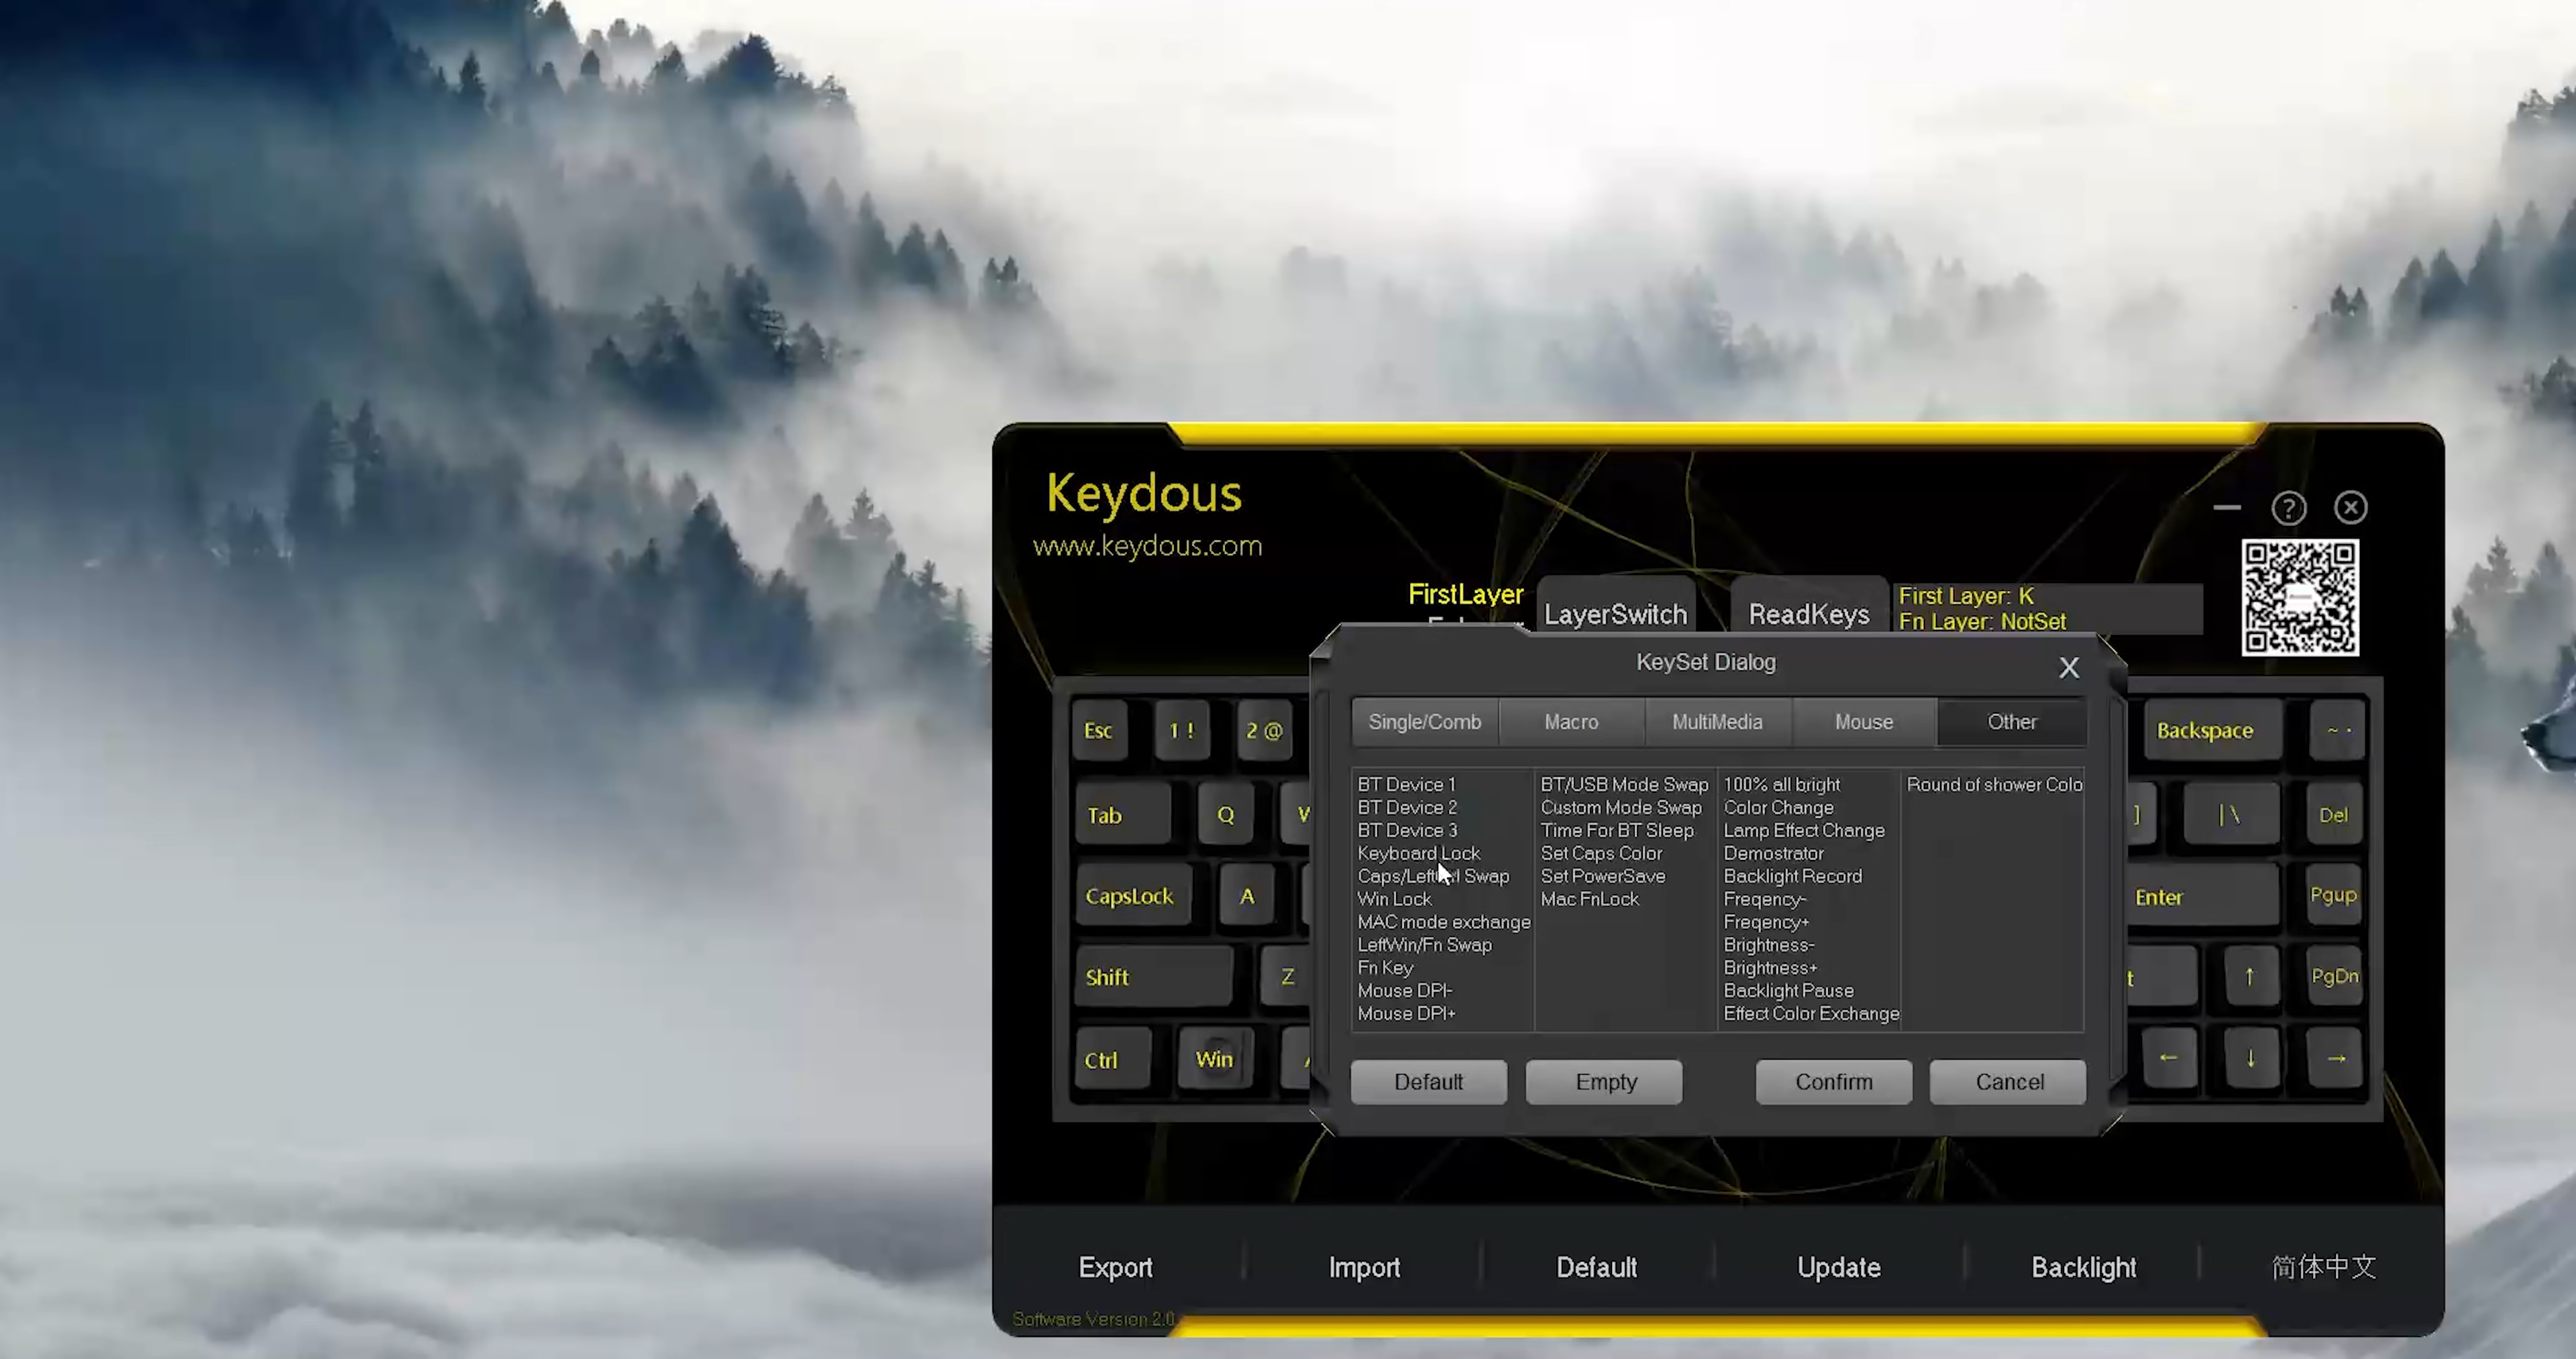 Keydous
www.keydous.com
?
FirstLayer
LayerSwitch
ReadKeys
First Layer: K
Fn Layer: NotSet
KeySet Dialog
X
Single/Comb
Macro
MultiMedia
Mouse
Other
BT Device 1
BT Device 2
BT Device 3
Keyboard Lock
Caps/Left Swap
Win Lock
MAC mode exchange
LeftWin/Fn Swap
Fn Key
Mouse DPI-
Mouse DPI+
BT/USB Mode Swap
Custom Mode Swap
Time For BT Sleep
Set Caps Color
Set PowerSave
Mac FnLock
100% all bright
Color Change
Lamp Effect Change
Demostrator
Backlight Record
Freqency-
Freqency+
Brightness-
Brightness+
Backlight Pause
Effect Color Exchange
Round of shower Colo
Default
Empty
Confirm
Cancel
Esc
1 !
2 @
Backspace
~ ·
Tab
Q
]
| \
Del
CapsLock
A
Enter
Pgup
Shift
Z
t
↑
PgDn
Ctrl
Win
←
↓
→
Export
Import
Default
Update
Backlight
简体中文
Software Version 2.0